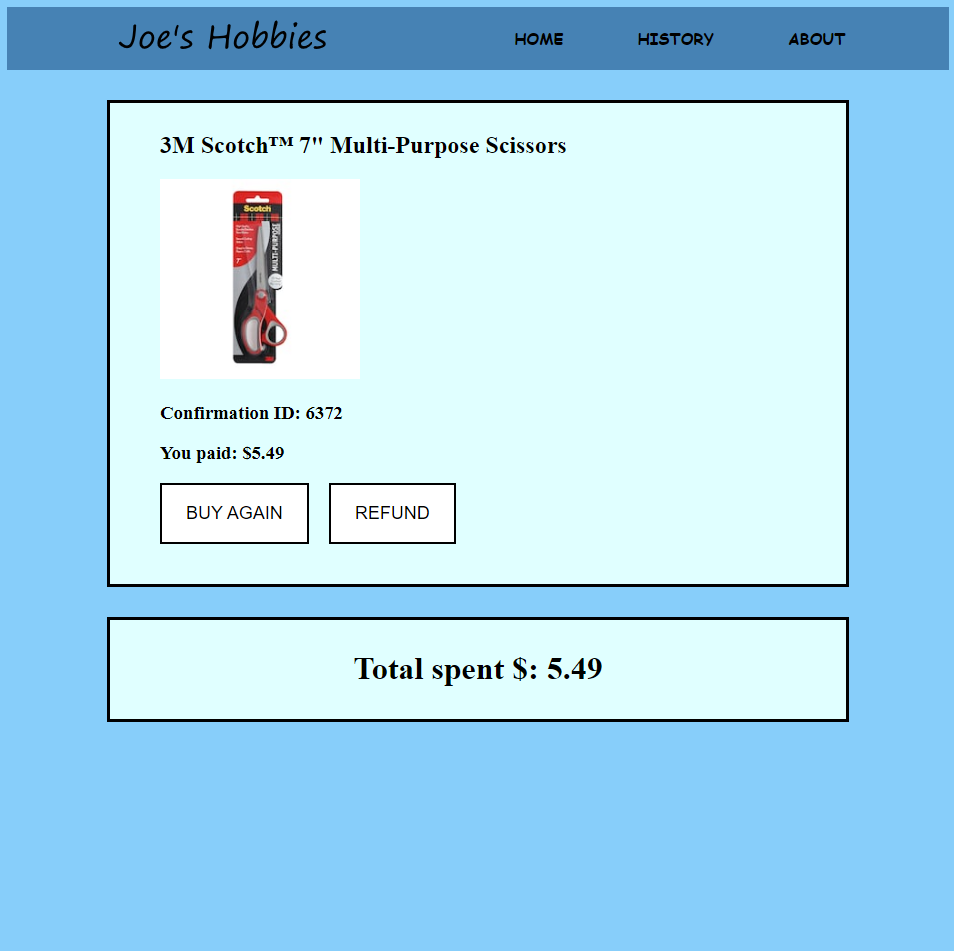 Joe's Hobbies
HOME HISTORY ABOUT
3M Scotch™ 7" Multi-Purpose Scissors
Scotch
MULTI-PURPOSE
7"
Confirmation ID: 6372
You paid: $5.49
BUY AGAIN REFUND
Total spent $: 5.49